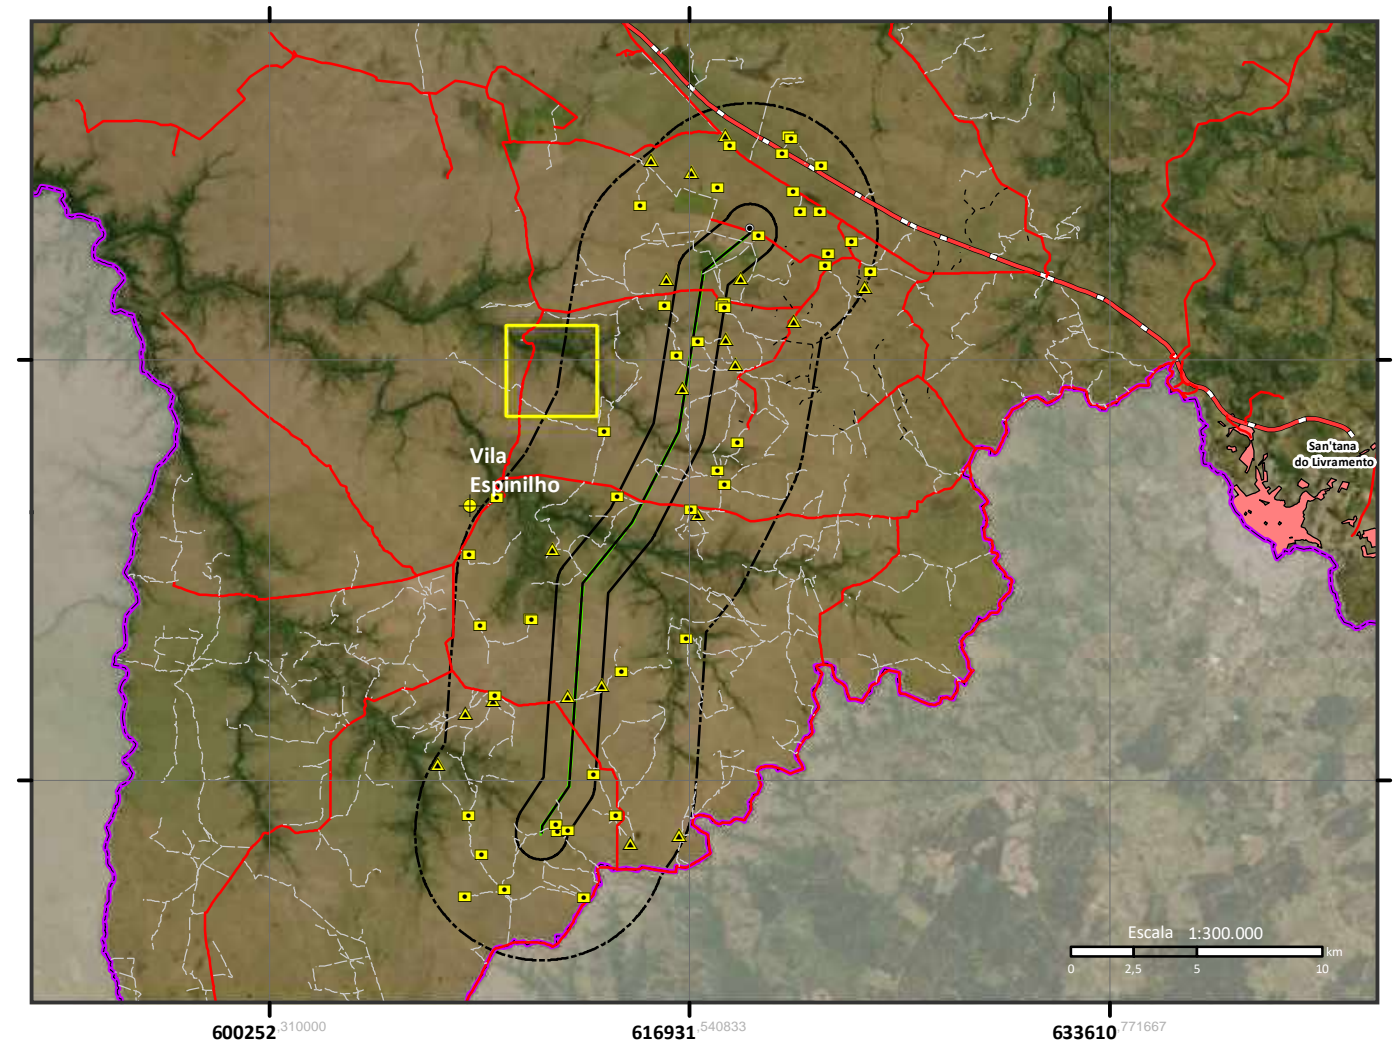 Vila
Espinilho
San'tana
do Livramento
Escala 1:300.000
km
0 2,5 5 10
600252,310000 616931,540833 633610,771667